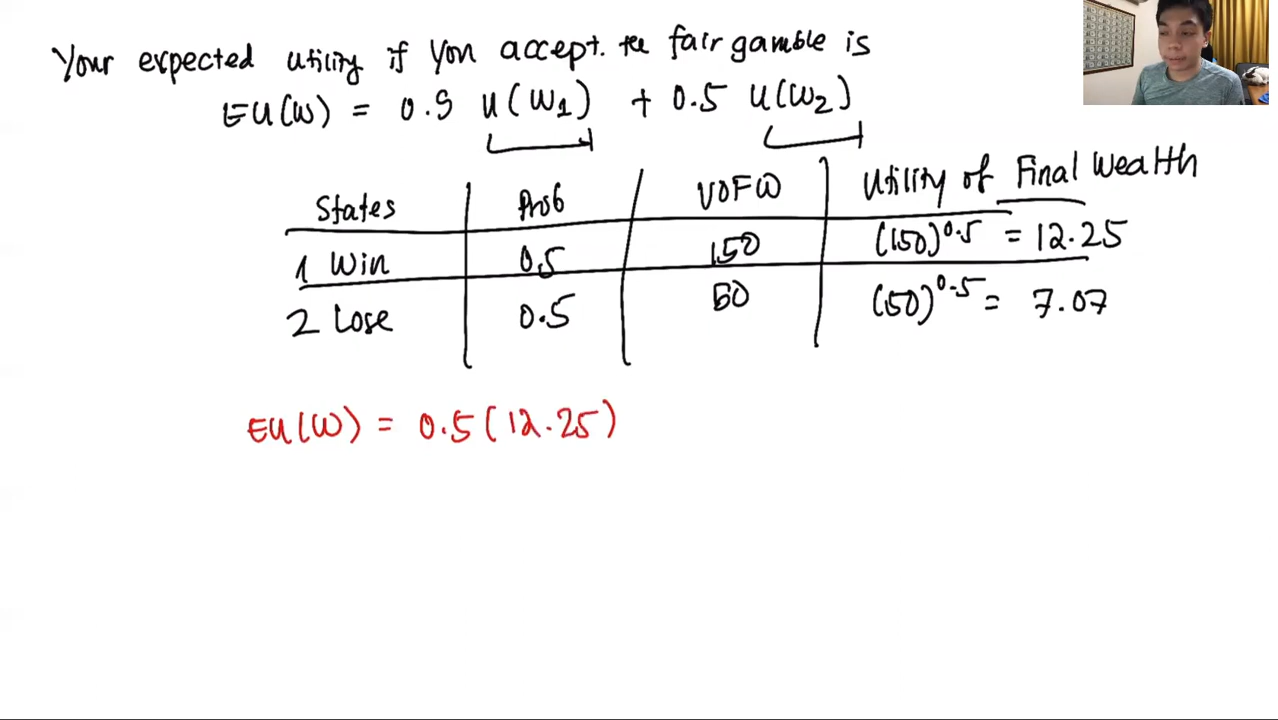 Your expected utility if you accept. the fair gamble is
EU(W) = 0.5 u(W1) + 0.5 u(W2)
States Prob VOFW Utility of Final Wealth
1 Win 0.5 150 (150)^0.5 = 12.25
2 Lose 0.5 50 (50)^0.5 = 7.07
EU(W) = 0.5(12.25)